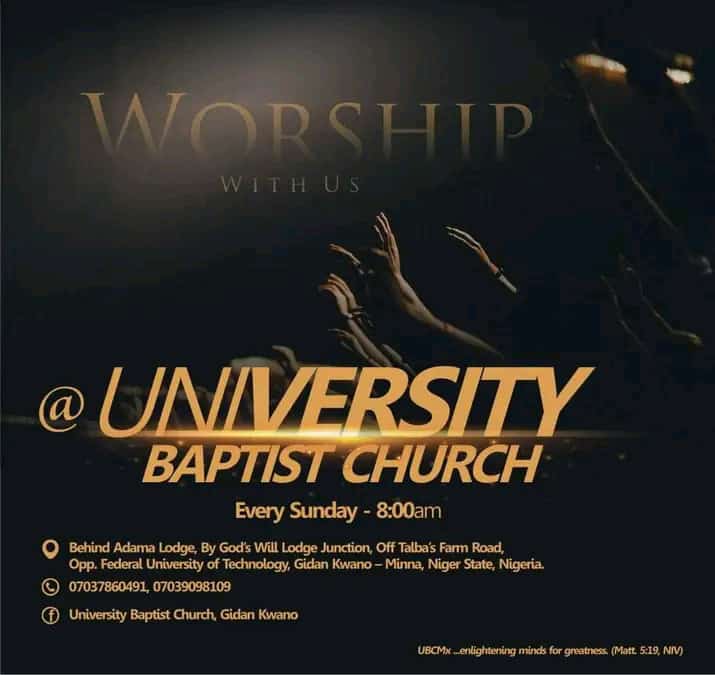 WORSHIP
WITH US
@ UNIVERSITY
BAPTIST CHURCH
Every Sunday - 8:00am
Behind Adama Lodge, By God's Will Lodge Junction, Off Talba's Farm Road,
Opp. Federal University of Technology, Gidan Kwano – Minna, Niger State, Nigeria.
07037860491, 07039098109
University Baptist Church, Gidan Kwano
UBCMx ...enlightening minds for greatness. (Matt. 5:19, NIV)